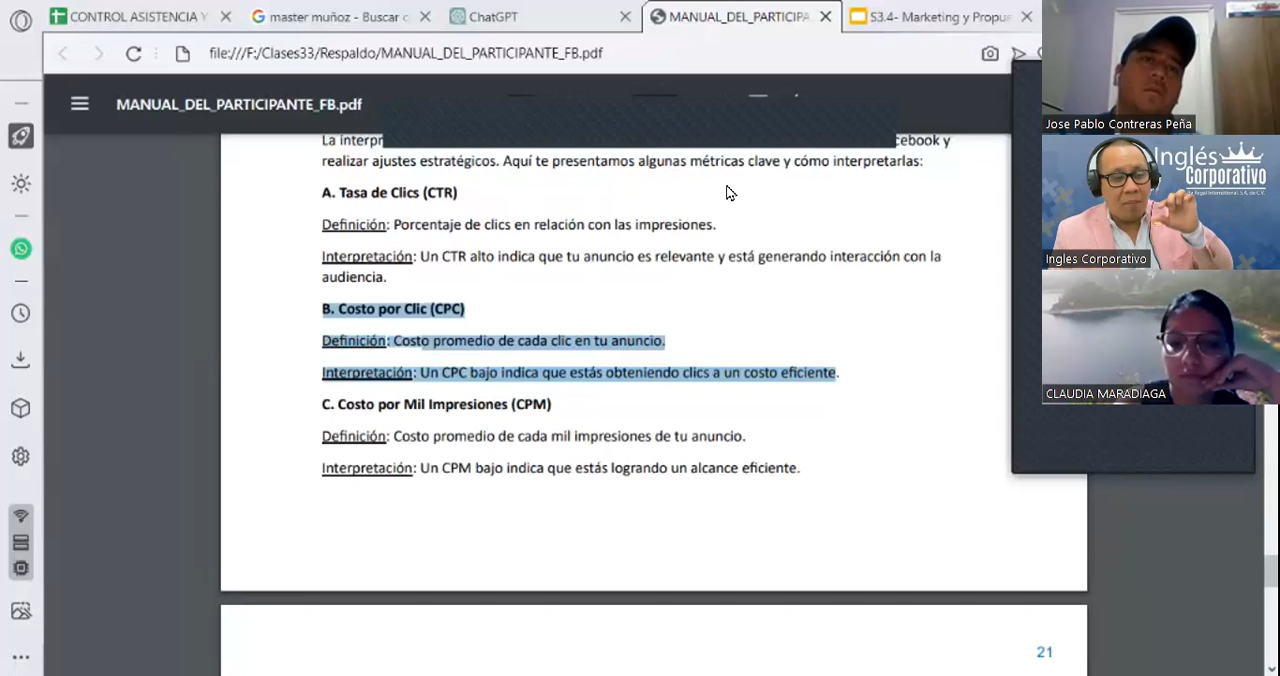 CONTROL ASISTENCIA Y
master muñoz - Buscar c
ChatGPT
MANUAL_DEL_PARTICIPA
S3.4- Marketing y Propu
file:///F:/Clases33/Respaldo/MANUAL_DEL_PARTICIPANTE_FB.pdf
MANUAL_DEL_PARTICIPANTE_FB.pdf
La interpr
cebook y
realizar ajustes estratégicos. Aquí te presentamos algunas métricas clave y cómo interpretarlas:
A. Tasa de Clics (CTR)
Definición: Porcentaje de clics en relación con las impresiones.
Interpretación: Un CTR alto indica que tu anuncio es relevante y está generando interacción con la
audiencia.
B. Costo por Clic (CPC)
Definición: Costo promedio de cada clic en tu anuncio.
Interpretación: Un CPC bajo indica que estás obteniendo clics a un costo eficiente.
C. Costo por Mil Impresiones (CPM)
Definición: Costo promedio de cada mil impresiones de tu anuncio.
Interpretación: Un CPM bajo indica que estás logrando un alcance eficiente.
21
Jose Pablo Contreras Peña
Inglés
Corporativo
Ingles Corporativo
CLAUDIA MARADIAGA